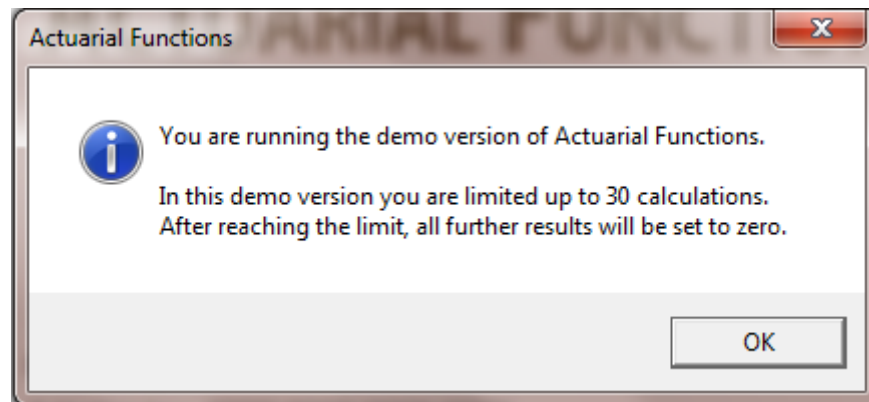 Actuarial Functions
You are running the demo version of Actuarial Functions.
In this demo version you are limited up to 30 calculations.
After reaching the limit, all further results will be set to zero.
OK